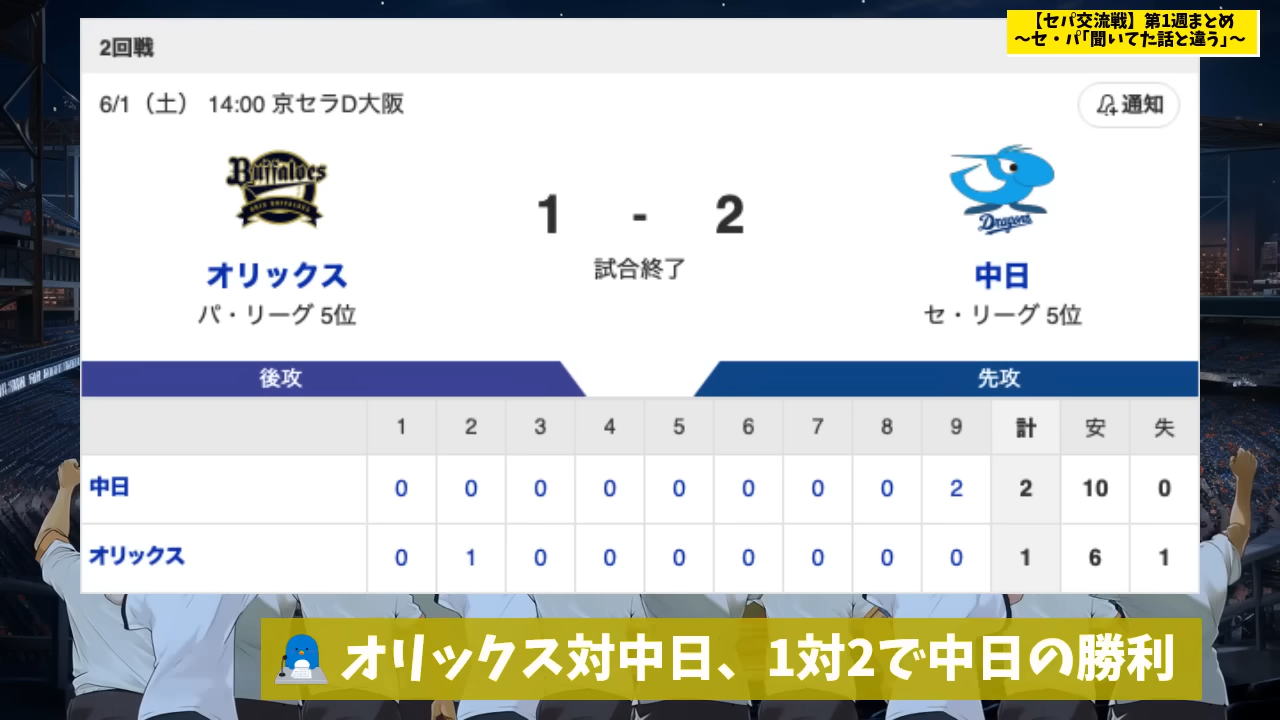 【セパ交流戦】第1週まとめ
～セ・パ「聞いてた話と違う」～
2回戦
6/1（土） 14:00 京セラD大阪
通知
Buffaloes
Dragons
1 - 2
試合終了
オリックス
パ・リーグ 5位
中日
セ・リーグ 5位
後攻
先攻
1 2 3 4 5 6 7 8 9 計 安 失
中日 0 0 0 0 0 0 0 0 2 2 10 0
オリックス 0 1 0 0 0 0 0 0 0 1 6 1
オリックス対中日、1対2で中日の勝利